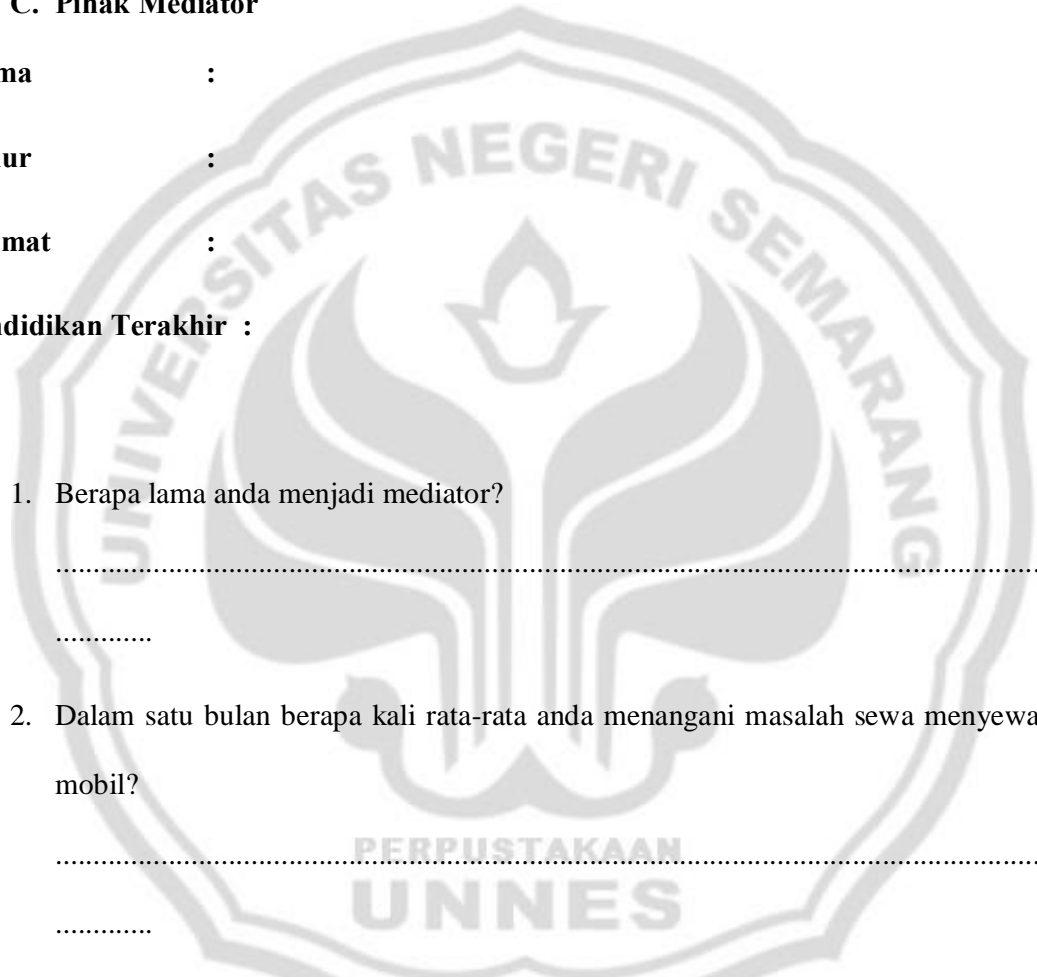 C. Pihak Mediator
ma :
ur :
mat :
didikan Terakhir :
UNIVERSITAS NEGERI SEMARANG
1. Berapa lama anda menjadi mediator?
....................................................................................................................................
.............
2. Dalam satu bulan berapa kali rata-rata anda menangani masalah sewa menyewa
mobil?
....................................................................................................................................
.............
PERPUSTAKAAN
UNNES